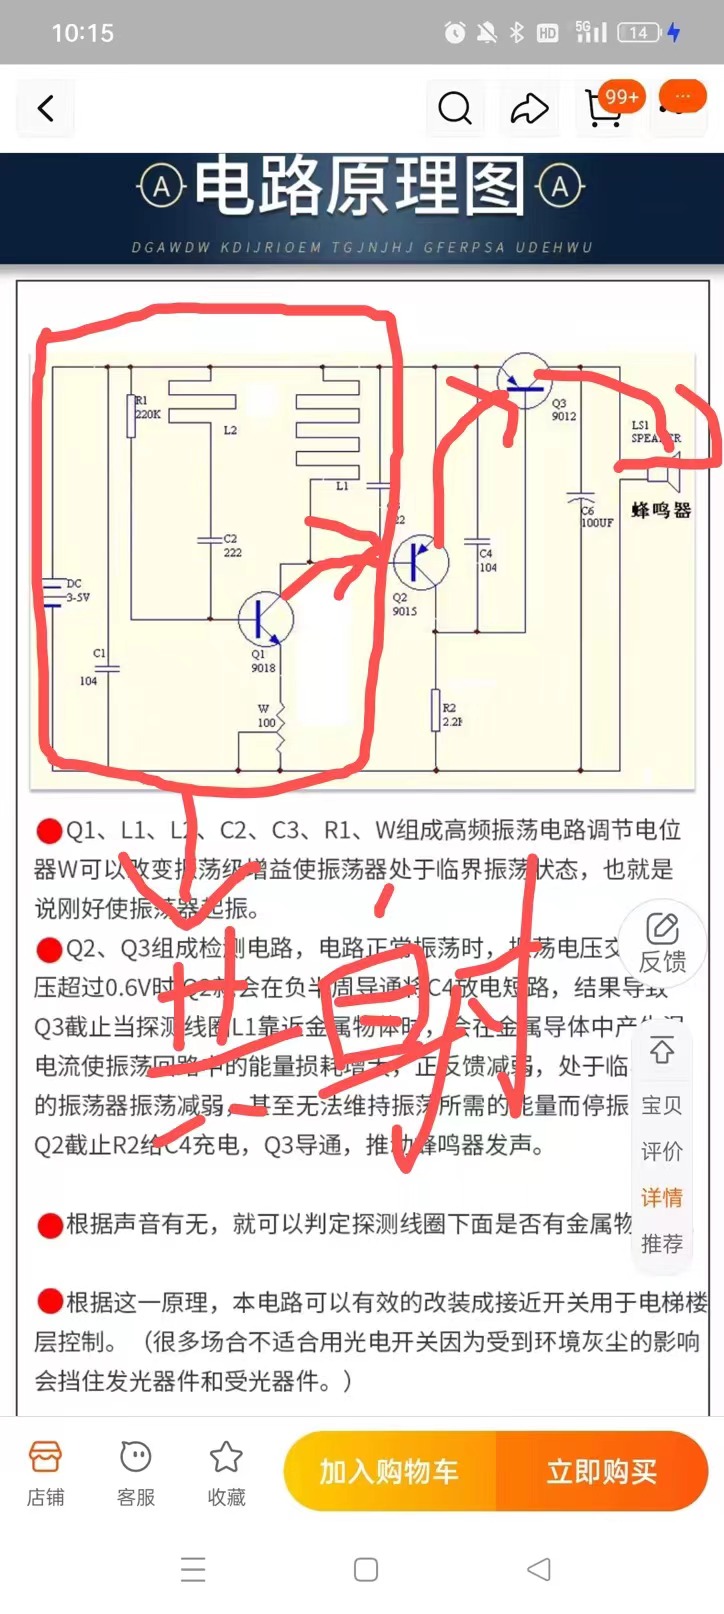 10:15
HD 5G 14
99+
A 电路原理图 A
DGAWDW KDIJRIOEM TGJNJHJ GFERPSA UDEHWU
R1
220K
L2
L1
C2
222
22
DC
3-5V
C1
104
Q1
9018
W
100
Q2
9015
C4
104
R2
Q3
9012
LS1
C6
100UF
蜂鸣器
Q1、L1、L2、C2、C3、R1、W组成高频振荡电路调节电位
器W可以改变振荡级增益使振荡器处于临界振荡状态，也就是
说刚好使振荡器起振。
Q2、Q3组成检测电路，电路正常振荡时，振荡电压交
压超过0.6V时Q2就会在负半周导通将C4放电短路，结果导致
Q3截止当探测线圈L1靠近金属物体时，会在金属导体中产生
电流使振荡回路中的能量损耗增大，正反馈减弱，处于临
的振荡器振荡减弱，甚至无法维持振荡所需的能量而停振
Q2截止R2给C4充电，Q3导通，推动蜂鸣器发声。
根据声音有无，就可以判定探测线圈下面是否有金属物
根据这一原理，本电路可以有效的改装成接近开关用于电梯楼
层控制。（很多场合不适合用光电开关因为受到环境灰尘的影响
会挡住发光器件和受光器件。）
共射
反馈
宝贝
评价
详情
推荐
店铺
客服
收藏
加入购物车
立即购买